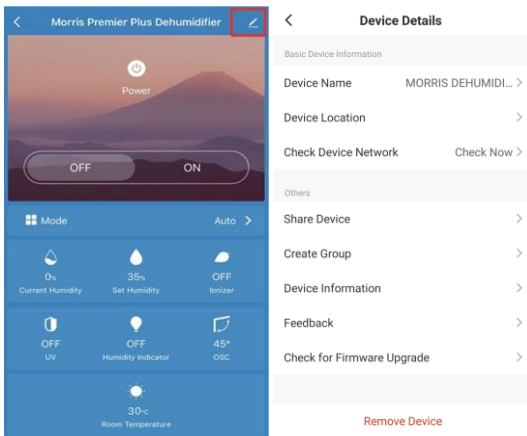 Morris Premier Plus Dehumidifier
Power
OFF ON
Mode Auto
0% 35% OFF
Current Humidity Set Humidity Ionizer
OFF OFF 45°
UV Humidity Indicator OSC
30°C
Room Temperature
Device Details
Basic Device Information
Device Name MORRIS DEHUMIDI...
Device Location
Check Device Network Check Now
Others
Share Device
Create Group
Device Information
Feedback
Check for Firmware Upgrade
Remove Device